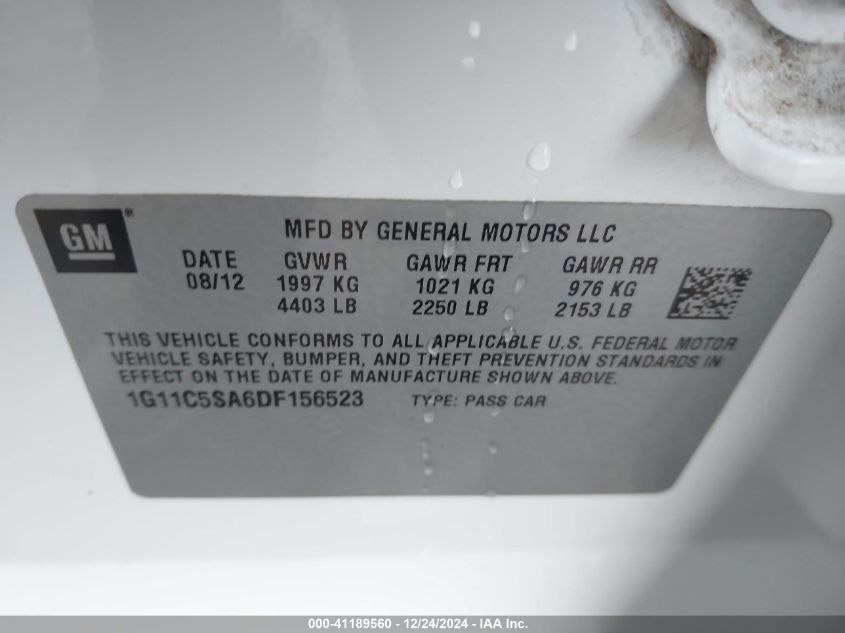 GM®
MFD BY GENERAL MOTORS LLC
DATE GVWR GAWR FRT GAWR RR
08/12 1997 KG 1021 KG 976 KG
4403 LB 2250 LB 2153 LB
THIS VEHICLE CONFORMS TO ALL APPLICABLE U.S. FEDERAL MOTOR
VEHICLE SAFETY, BUMPER, AND THEFT PREVENTION STANDARDS IN
EFFECT ON THE DATE OF MANUFACTURE SHOWN ABOVE.
1G11C5SA6DF156523 TYPE: PASS CAR
000-41189560 - 12/24/2024 - IAA Inc.